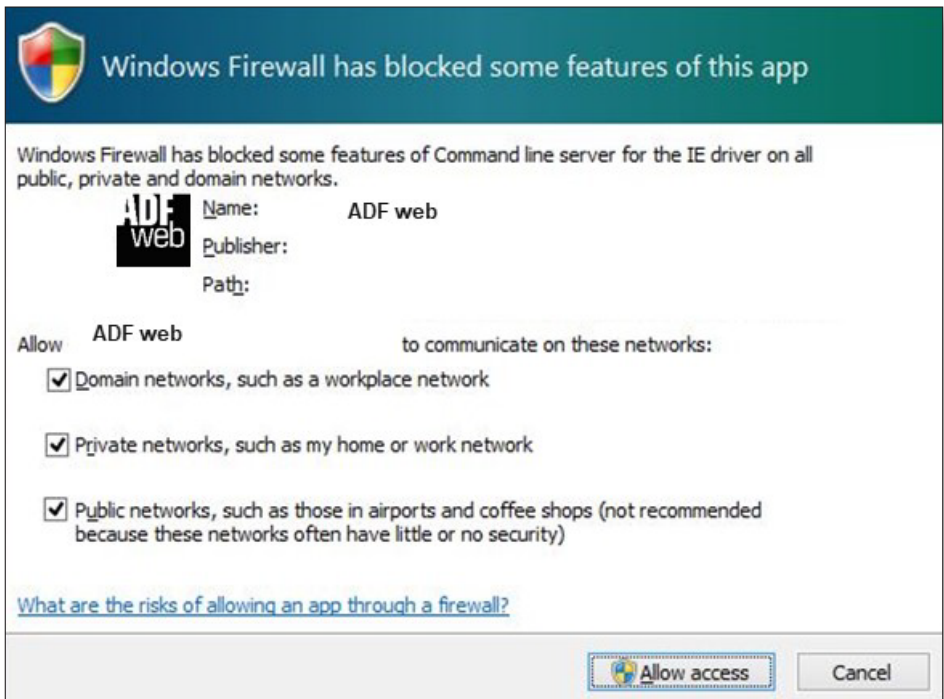 Windows Firewall has blocked some features of this app
Windows Firewall has blocked some features of Command line server for the IE driver on all
public, private and domain networks.
ADF
web
Name: ADF web
Publisher:
Path:
Allow ADF web to communicate on these networks:
Domain networks, such as a workplace network
Private networks, such as my home or work network
Public networks, such as those in airports and coffee shops (not recommended
because these networks often have little or no security)
What are the risks of allowing an app through a firewall?
Allow access Cancel